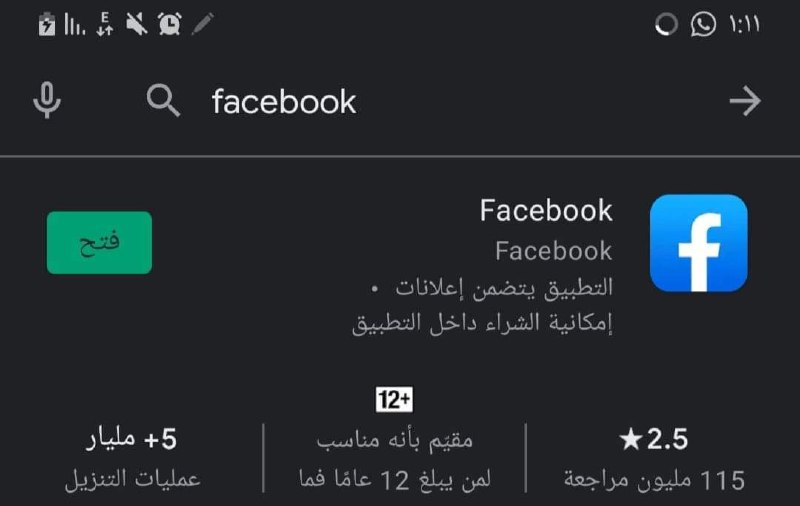 ١:١١
facebook
Facebook
Facebook
التطبيق يتضمن إعلانات •
إمكانية الشراء داخل التطبيق
فتح
2.5★
115 مليون مراجعة
12+
مقيّم بأنه مناسب
لمن يبلغ 12 عامًا فما
5+ مليار
عمليات التنزيل